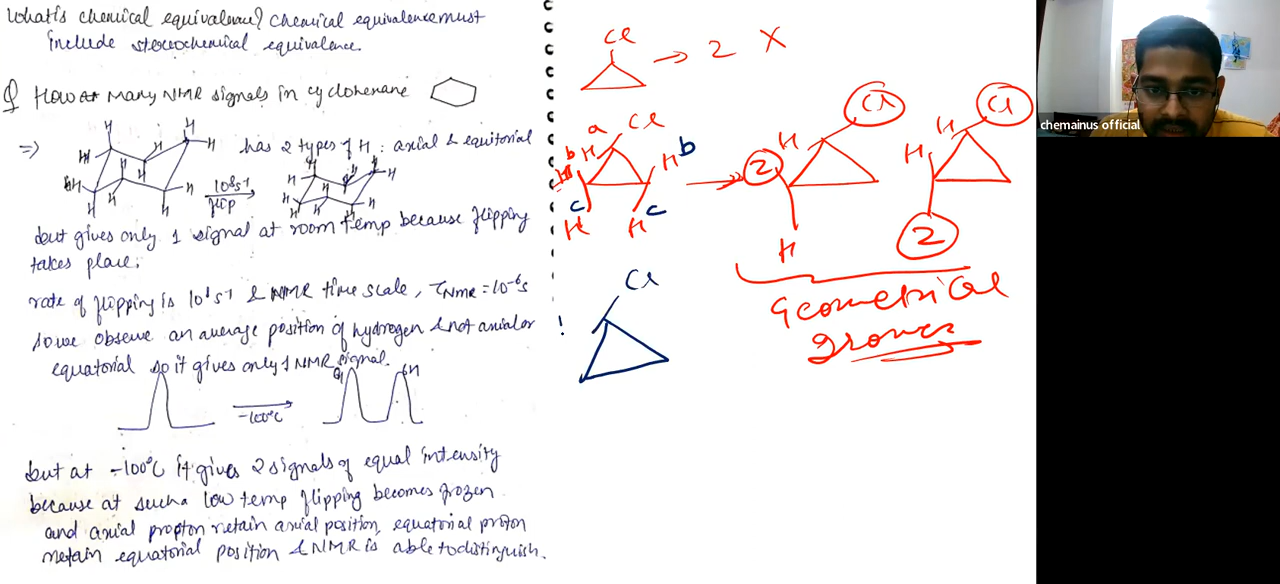 What is chemical equivalence? Chemical equivalence must
include stereochemical equivalence.
Q How many NMR signals in cyclohexane
=> has 2 types of H : axial & equitorial
H H H H H H H H H
10⁸s⁻¹
flip
but gives only 1 signal at room temp because flipping
takes place.
rate of flipping is 10⁸s⁻¹ & NMR time scale, τNMR = 10⁻⁶s
so we observe an average position of hydrogen & not axial or
equatorial so it gives only 1 NMR signal.
-100°C
but at -100°C it gives 2 signals of equal intensity
because at such a low temp flipping becomes frozen
and axial propton retain axial position, equatorial proton
retain equatorial position & NMR is able to distinguish.
Cl
→ 2 X
a Cl
H
b H b
c c
H H
H Cl
2
H
H Cl
H
2
Geometrical
Cl
!
chemainus official